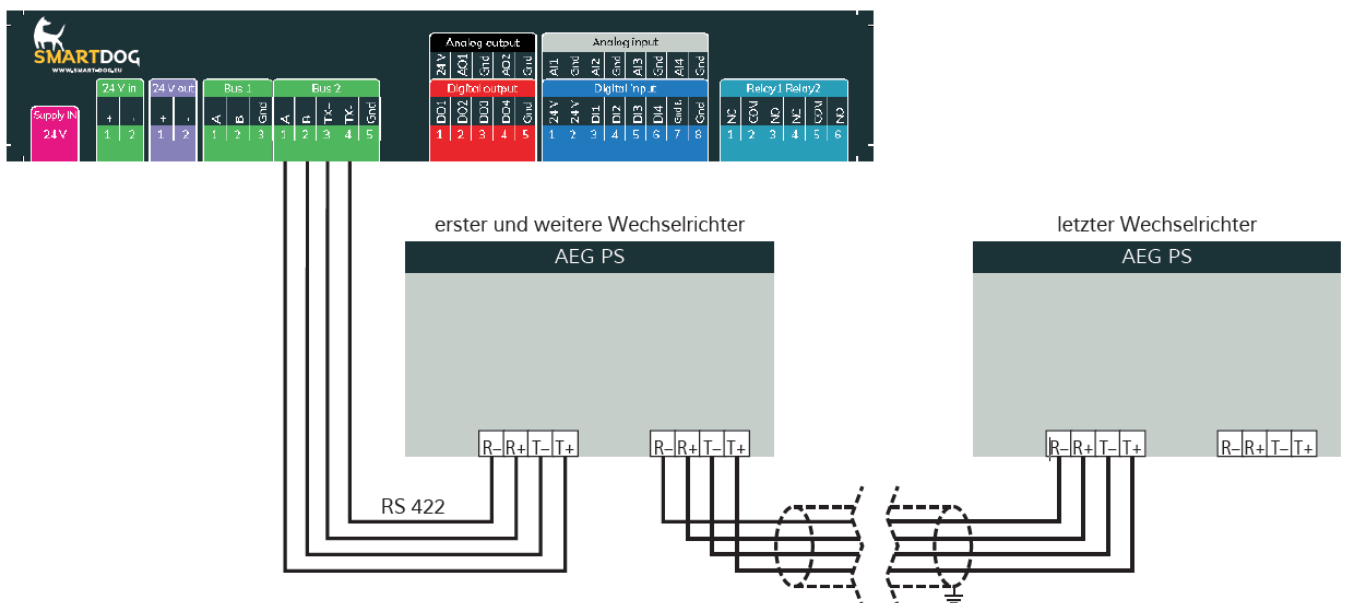 SMARTDOG
WWW.SMART-DOG.EU
Supply IN
24 V
24 V in
+ -
1 2
24 V out
+ -
1 2
Bus 1
A B Gnd
1 2 3
Bus 2
A B TX+ TX- Gnd
1 2 3 4 5
Analog output
24V AO1 Gnd AO2 Gnd
Digital output
DO1 DO2 DO3 DO4 Gnd
1 2 3 4 5
Analog input
AI1 Gnd AI2 Gnd AI3 Gnd AI4 Gnd
Digital Input
24V 24V DI1 DI2 DI3 DI4 Gnd
1 2 3 4 5 6 7 8
Relay1 Relay2
NC COM NO NC COM NO
1 2 3 4 5 6
erster und weitere Wechselrichter
AEG PS
R– R+ T– T+
R– R+ T– T+
RS 422
letzter Wechselrichter
AEG PS
R– R+ T– T+
R– R+ T– T+